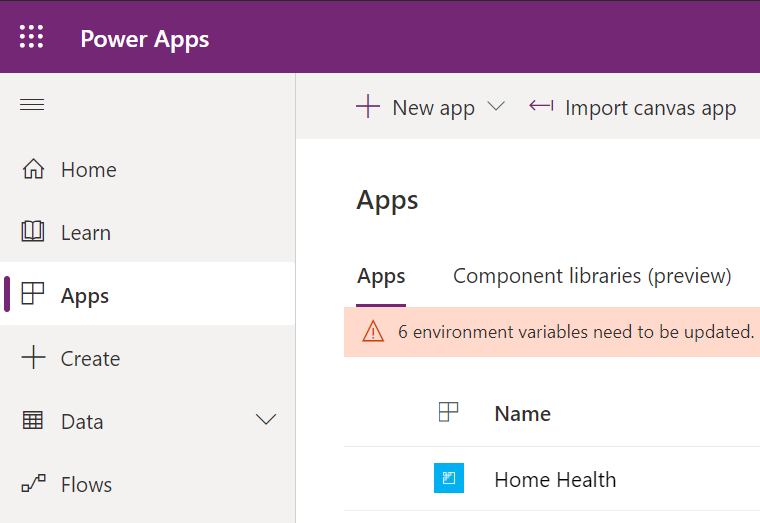 Power Apps
New app
Import canvas app
Home
Learn
Apps
Create
Data
Flows
Apps
Apps
Component libraries (preview)
6 environment variables need to be updated.
Name
Home Health